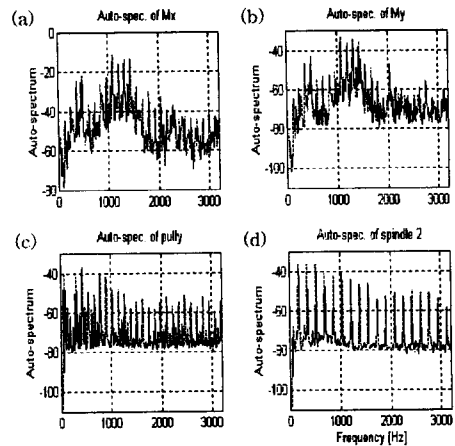 (a) Auto-spec. of Mx
0
-20
-40
-60
-80
Auto-spectrum
0 1000 2000 3000
(b) Auto-spec. of My
-40
-60
-80
-100
Auto-spectrum
0 1000 2000 3000
(c) Auto-spec. of pully
-40
-60
-80
-100
Auto-spectrum
0 1000 2000 3000
(d) Auto-spec. of spindle 2
-40
-60
-80
-100
Auto-spectrum
0 1000 2000 3000
Frequency [Hz]